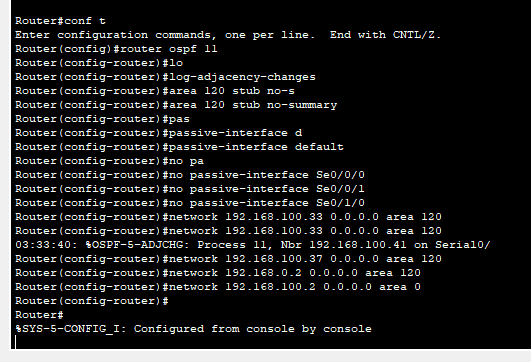 Router#conf t
Enter configuration commands, one per line.  End with CNTL/Z.
Router(config)#router ospf 11
Router(config-router)#lo
Router(config-router)#log-adjacency-changes
Router(config-router)#area 120 stub no-s
Router(config-router)#area 120 stub no-summary
Router(config-router)#pas
Router(config-router)#passive-interface d
Router(config-router)#passive-interface default
Router(config-router)#no pa
Router(config-router)#no passive-interface Se0/0/0
Router(config-router)#no passive-interface Se0/0/1
Router(config-router)#no passive-interface Se0/1/0
Router(config-router)#network 192.168.100.33 0.0.0.0 area 120
Router(config-router)#network 192.168.100.33 0.0.0.0 area 120
03:33:40: %OSPF-5-ADJCHG: Process 11, Nbr 192.168.100.41 on Serial0/
Router(config-router)#network 192.168.100.37 0.0.0.0 area 120
Router(config-router)#network 192.168.0.2 0.0.0.0 area 120
Router(config-router)#network 192.168.100.2 0.0.0.0 area 0
Router(config-router)#
Router#
%SYS-5-CONFIG_I: Configured from console by console